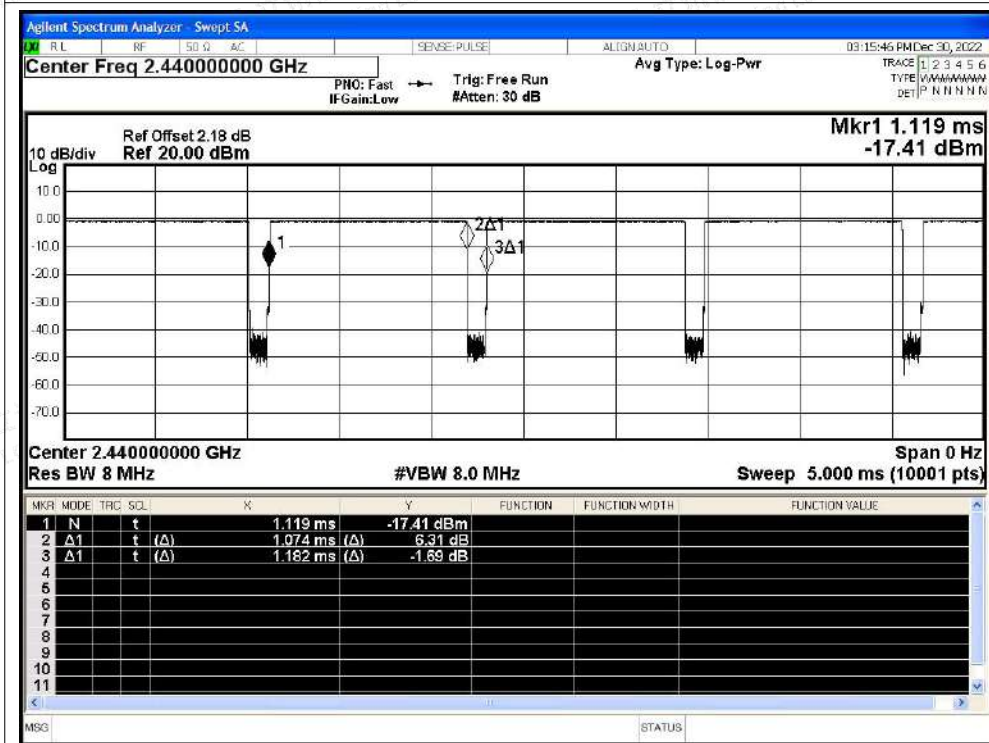 Agilent Spectrum Analyzer - Swept SA
LXI RL RF 50 Ω AC SENSE:PULSE ALIGNAUTO 03:15:46 PM Dec 30, 2022
Center Freq 2.440000000 GHz
PNO: Fast
IFGain:Low
Trig: Free Run
#Atten: 30 dB
Avg Type: Log-Pwr
TRACE 1 2 3 4 5 6
TYPE WWWWWWW
DET P N N N N N
Mkr1 1.119 ms
-17.41 dBm
Ref Offset 2.18 dB
10 dB/div Ref 20.00 dBm
Log
10.0
0.00
-10.0
-20.0
-30.0
-40.0
-50.0
-60.0
-70.0
1
2Δ1
3Δ1
Center 2.440000000 GHz Span 0 Hz
Res BW 8 MHz #VBW 8.0 MHz Sweep 5.000 ms (10001 pts)
MKR MODE TRC SCL X Y FUNCTION FUNCTION WIDTH FUNCTION VALUE
1 N t 1.119 ms -17.41 dBm
2 Δ1 t (Δ) 1.074 ms (Δ) 6.31 dB
3 Δ1 t (Δ) 1.182 ms (Δ) -1.69 dB
4
5
6
7
8
9
10
11
MSG STATUS